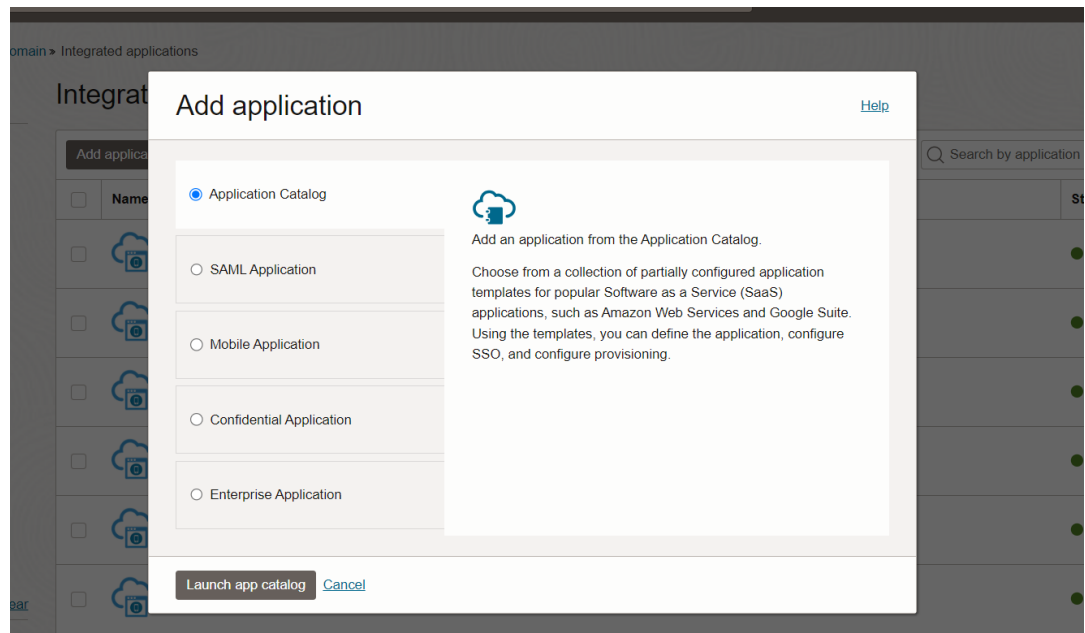 omain » Integrated applications
Integrat
Add application
Help
Add applica
Search by application
Name
St
Application Catalog
SAML Application
Mobile Application
Confidential Application
Enterprise Application
Add an application from the Application Catalog.
Choose from a collection of partially configured application
templates for popular Software as a Service (SaaS)
applications, such as Amazon Web Services and Google Suite.
Using the templates, you can define the application, configure
SSO, and configure provisioning.
Launch app catalog Cancel
ear